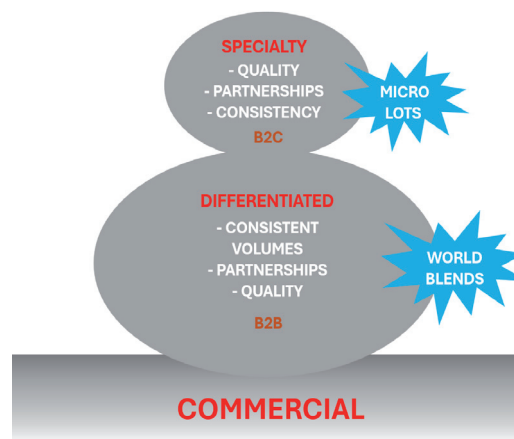 SPECIALTY
- QUALITY
- PARTNERSHIPS
- CONSISTENCY
B2C
MICRO
LOTS
DIFFERENTIATED
- CONSISTENT
VOLUMES
- PARTNERSHIPS
- QUALITY
B2B
WORLD
BLENDS
COMMERCIAL